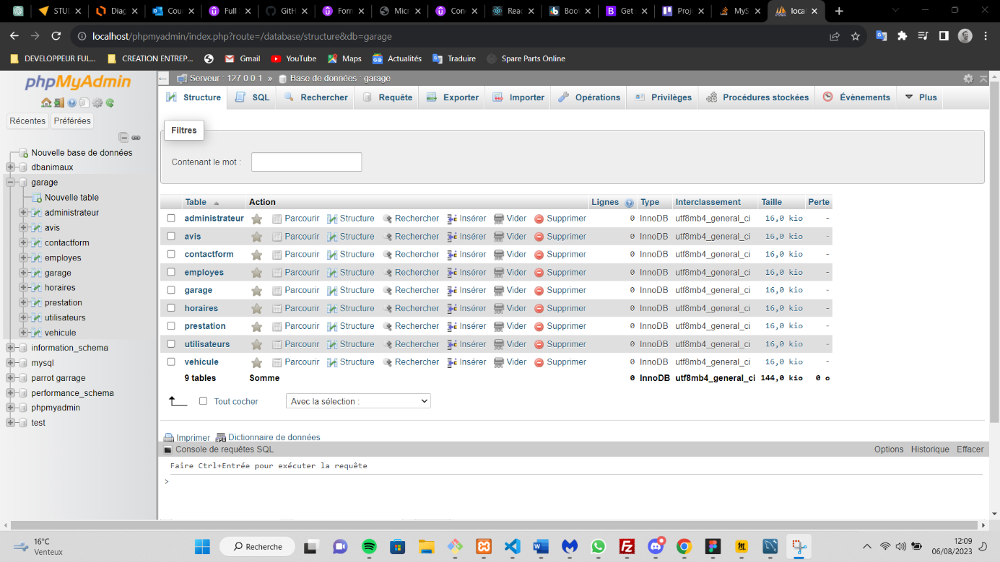 STUI
Diag
Cour
Full
GitH
Form
Micr
Cond
Reac
Boot
Get
Proje
MyS
local
localhost/phpmyadmin/index.php?route=/database/structure&db=garage
DEVELOPPEUR FUL...
CREATION ENTREP...
Gmail
YouTube
Maps
Actualités
Traduire
Spare Parts Online
phpMyAdmin
Récentes
Préférées
Nouvelle base de données
dbanimaux
garage
Nouvelle table
administrateur
avis
contactform
employes
garage
horaires
prestation
utilisateurs
vehicule
information_schema
mysql
parrot garrage
performance_schema
phpmyadmin
test
Serveur : 127.0.0.1 » Base de données : garage
Structure SQL Rechercher Requête Exporter Importer Opérations Privilèges Procédures stockées Évènements Plus
Filtres
Contenant le mot :
Table Action Lignes Type Interclassement Taille Perte
administrateur Parcourir Structure Rechercher Insérer Vider Supprimer 0 InnoDB utf8mb4_general_ci 16,0 kio -
avis Parcourir Structure Rechercher Insérer Vider Supprimer 0 InnoDB utf8mb4_general_ci 16,0 kio -
contactform Parcourir Structure Rechercher Insérer Vider Supprimer 0 InnoDB utf8mb4_general_ci 16,0 kio -
employes Parcourir Structure Rechercher Insérer Vider Supprimer 0 InnoDB utf8mb4_general_ci 16,0 kio -
garage Parcourir Structure Rechercher Insérer Vider Supprimer 0 InnoDB utf8mb4_general_ci 16,0 kio -
horaires Parcourir Structure Rechercher Insérer Vider Supprimer 0 InnoDB utf8mb4_general_ci 16,0 kio -
prestation Parcourir Structure Rechercher Insérer Vider Supprimer 0 InnoDB utf8mb4_general_ci 16,0 kio -
utilisateurs Parcourir Structure Rechercher Insérer Vider Supprimer 0 InnoDB utf8mb4_general_ci 16,0 kio -
vehicule Parcourir Structure Rechercher Insérer Vider Supprimer 0 InnoDB utf8mb4_general_ci 16,0 kio -
9 tables Somme 0 InnoDB utf8mb4_general_ci 144,0 kio 0 o
Tout cocher
Avec la sélection :
Imprimer Dictionnaire de données
Console de requêtes SQL
Options Historique Effacer
Faire Ctrl+Entrée pour exécuter la requête
>
16°C
Venteux
Recherche
12:09
06/08/2023